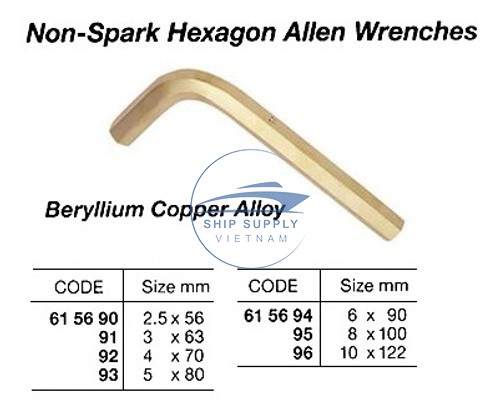 Non-Spark Hexagon Allen Wrenches
Beryllium Copper Alloy
SHIP SUPPLY
VIETNAM
CODE Size mm
61 56 90 2.5 x 56
91 3 x 63
92 4 x 70
93 5 x 80
CODE Size mm
61 56 94 6 x 90
95 8 x 100
96 10 x 122